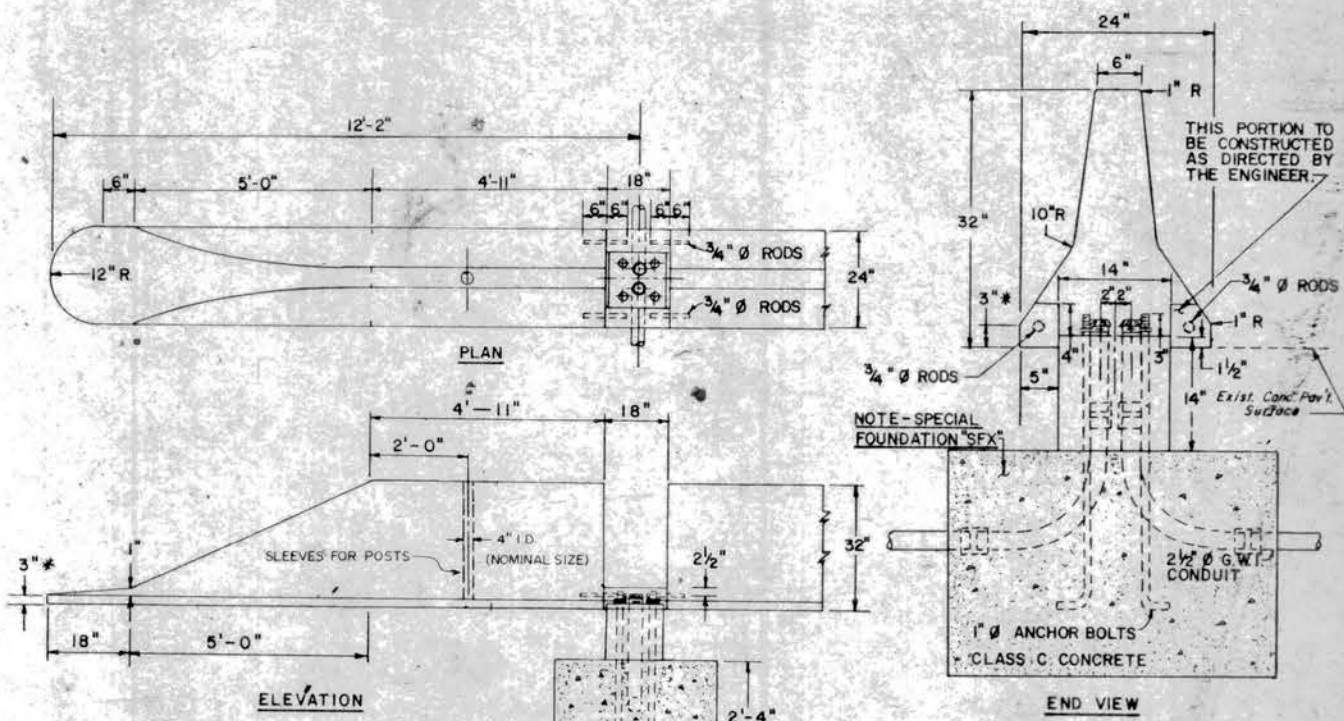 12'-2"
6"
5'-0"
4'-11"
18"
6" 6"
6" 6"
3/4" Ø RODS
12" R
24"
3/4" Ø RODS
PLAN
4'-11"
18"
2'-0"
4" I.D.
(NOMINAL SIZE)
SLEEVES FOR POSTS
2 1/2"
32"
3" *
1"
18"
5'-0"
ELEVATION
2'-4"
24"
6"
1" R
THIS PORTION TO
BE CONSTRUCTED
AS DIRECTED BY
THE ENGINEER.
32"
10" R
14"
3" *
2" 2"
3/4" Ø RODS
1" R
4"
3"
1 1/2"
3/4" Ø RODS
5"
14"
Exist. Conc. Pav't.
Surface
NOTE - SPECIAL
FOUNDATION "SFX"
2 1/2" Ø G.W.I.
CONDUIT
1" Ø ANCHOR BOLTS
CLASS C CONCRETE
END VIEW